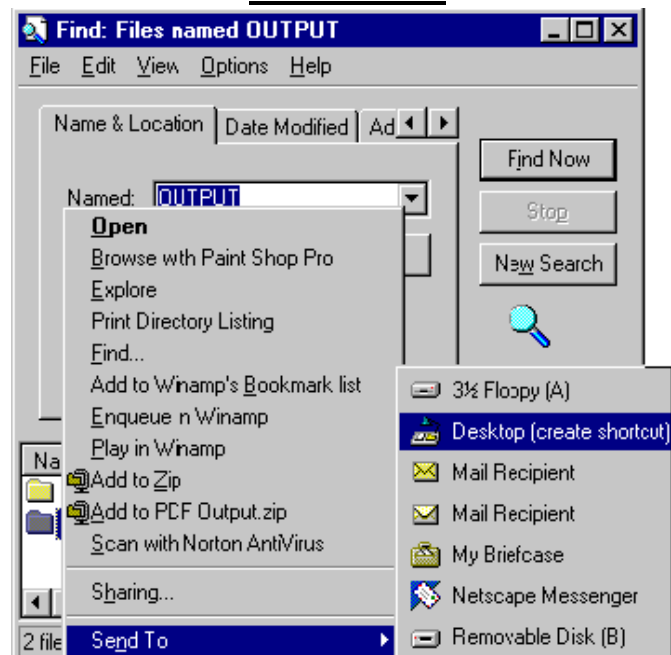 Find: Files named OUTPUT
File Edit View Options Help
Name & Location Date Modified Ad
Find Now
Named: OUTPUT
Stop
New Search
Open
Browse with Paint Shop Pro
Explore
Print Directory Listing
Find...
Add to Winamp's Bookmark list
Enqueue in Winamp
Play in Winamp
Add to Zip
Add to PDF Output.zip
Scan with Norton AntiVirus
Sharing...
Send To
3½ Floppy (A)
Desktop (create shortcut)
Mail Recipient
Mail Recipient
My Briefcase
Netscape Messenger
Removable Disk (B)
Na
2 file